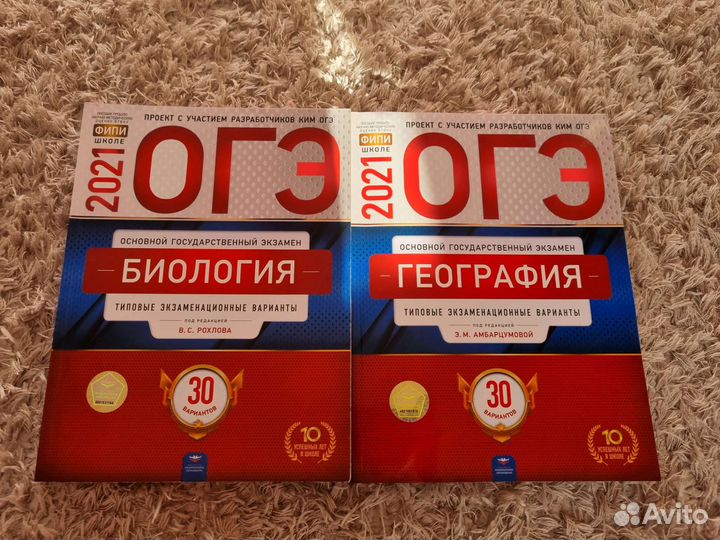 ПРОЕКТ С УЧАСТИЕМ РАЗРАБОТЧИКОВ КИМ ОГЭ
2021
ФИПИ
ШКОЛЕ
ОГЭ
ОСНОВНОЙ ГОСУДАРСТВЕННЫЙ ЭКЗАМЕН
БИОЛОГИЯ
ТИПОВЫЕ ЭКЗАМЕНАЦИОННЫЕ ВАРИАНТЫ
ПОД РЕДАКЦИЕЙ
В.С. РОХЛОВА
30
ВАРИАНТОВ
10
УСПЕШНЫХ ЛЕТ
В ШКОЛЕ
ПРОЕКТ С УЧАСТИЕМ РАЗРАБОТЧИКОВ КИМ ОГЭ
2021
ФИПИ
ШКОЛЕ
ОГЭ
ОСНОВНОЙ ГОСУДАРСТВЕННЫЙ ЭКЗАМЕН
ГЕОГРАФИЯ
ТИПОВЫЕ ЭКЗАМЕНАЦИОННЫЕ ВАРИАНТЫ
ПОД РЕДАКЦИЕЙ
Э.М. АМБАРЦУМОВОЙ
30
ВАРИАНТОВ
10
УСПЕШНЫХ ЛЕТ
В ШКОЛЕ
Avito